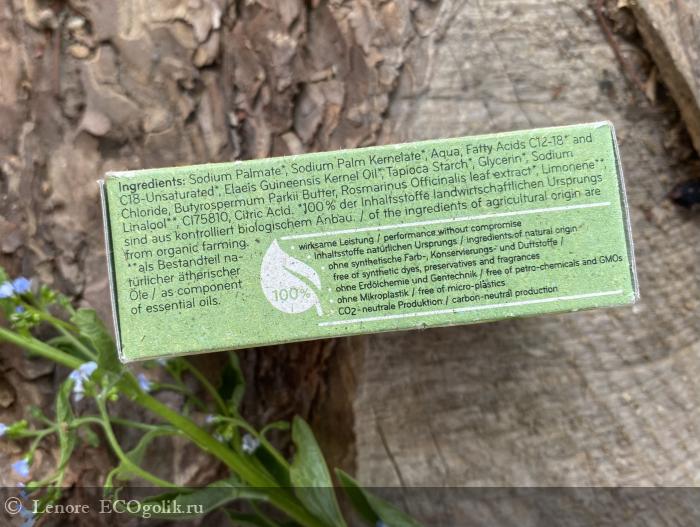 Ingredients: Sodium Palmate*, Sodium Palm Kernelate*, Aqua, Fatty Acids C12-18* and
C18-Unsaturated*, Elaeis Guineensis Kernel Oil*, Tapioca Starch*, Glycerin*, Sodium
Chloride, Butyrospermum Parkii Butter, Rosmarinus Officinalis leaf extract*, Limonene**,
Linalool**, CI75810, Citric Acid. *100% der Inhaltsstoffe landwirtschaftlichen Ursprungs
sind aus kontrolliert biologischem Anbau. / of the ingredients of agricultural origin are
from organic farming.
**als Bestandteil na-
türlicher ätherischer
Öle / as component
of essential oils.
100%
• wirksame Leistung / performance without compromise
• Inhaltsstoffe natürlichen Ursprungs / ingredients of natural origin
• ohne synthetische Farb-, Konservierungs- und Duftstoffe /
free of synthetic dyes, preservatives and fragrances
ohne Erdölchemie und Gentechnik / free of petro-chemicals and GMOs
ohne Mikroplastik / free of micro-plastics
CO2-neutrale Produktion / carbon-neutral production
© Lenore ECOgolik.ru